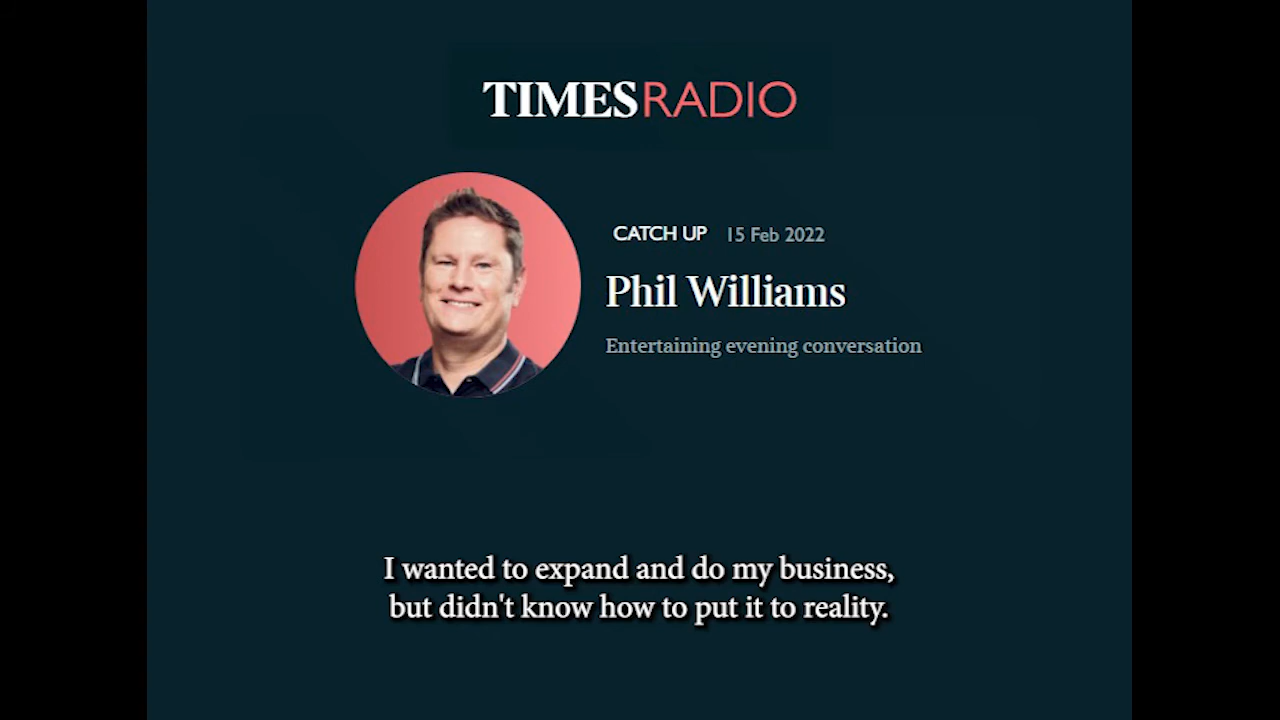 TIMESRADIO
CATCH UP 15 Feb 2022
Phil Williams
Entertaining evening conversation
I wanted to expand and do my business,
but didn't know how to put it to reality.